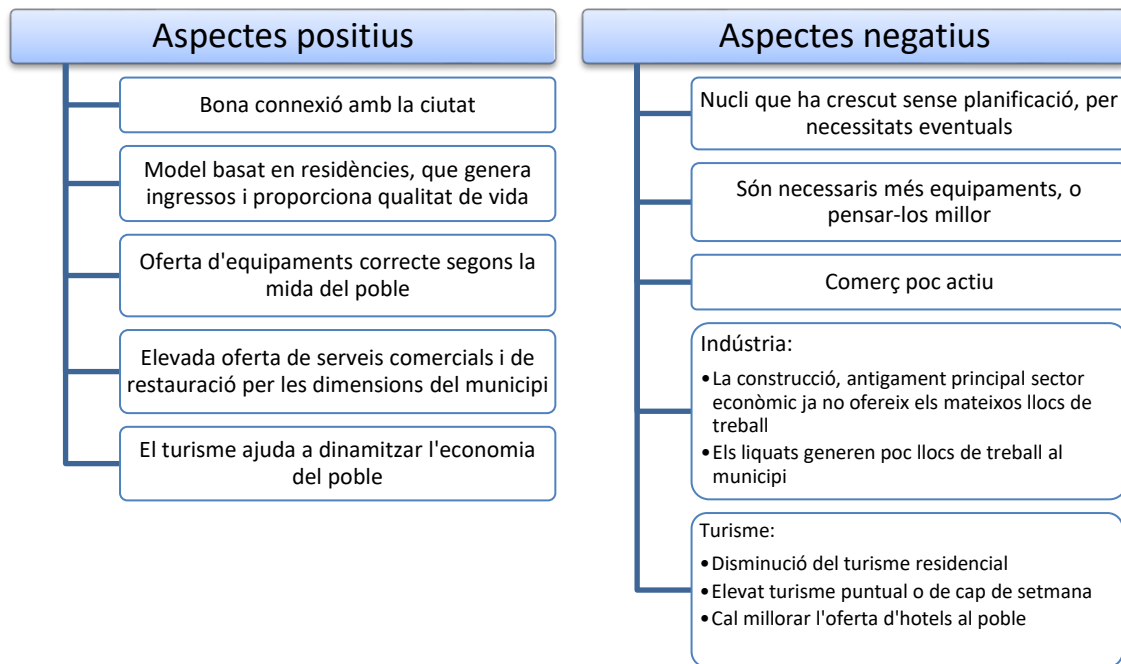 Aspectes positius
Bona connexió amb la ciutat
Model basat en residències, que genera
ingressos i proporciona qualitat de vida
Oferta d'equipaments correcte segons la
mida del poble
Elevada oferta de serveis comercials i de
restauració per les dimensions del municipi
El turisme ajuda a dinamitzar l'economia
del poble
Aspectes negatius
Nucli que ha crescut sense planificació, per
necessitats eventuals
Són necessaris més equipaments, o
pensar-los millor
Comerç poc actiu
Indústria:
•La construcció, antigament principal sector
econòmic ja no ofereix els mateixos llocs de
treball
•Els liquats generen poc llocs de treball al
municipi
Turisme:
•Disminució del turisme residencial
•Elevat turisme puntual o de cap de setmana
•Cal millorar l'oferta d'hotels al poble